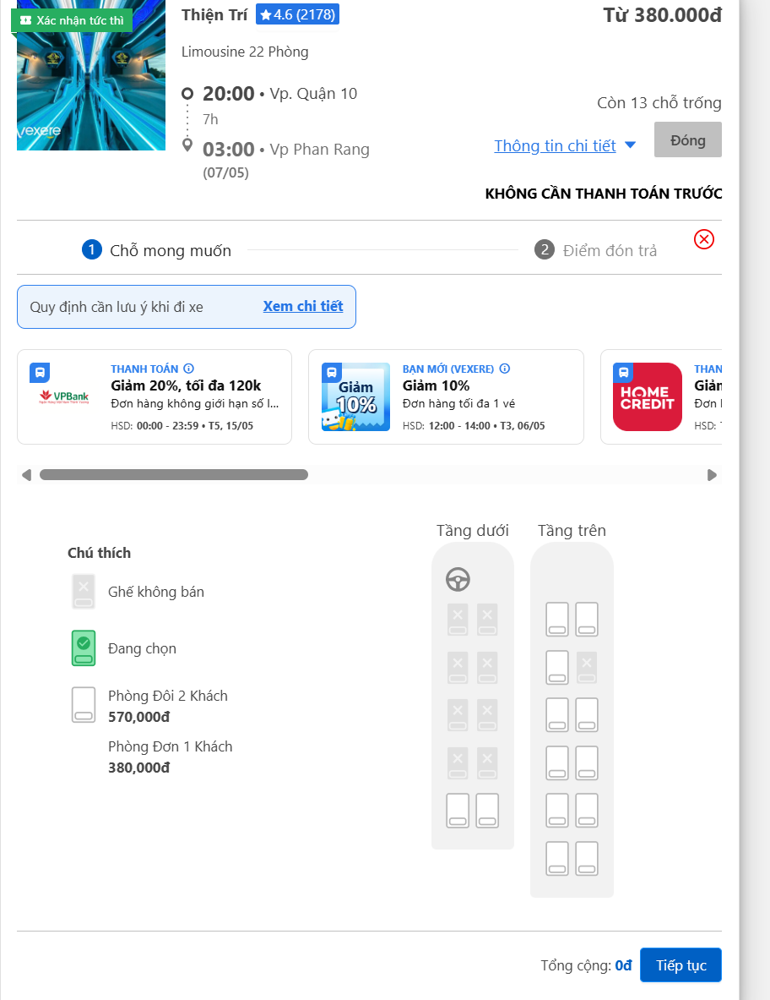 Xác nhận tức thì
Thiện Trí
4.6 (2178)
Từ 380.000đ
Limousine 22 Phòng
vexere
20:00 • Vp. Quận 10
7h
03:00 • Vp Phan Rang
(07/05)
Còn 13 chỗ trống
Thông tin chi tiết
Đóng
KHÔNG CẦN THANH TOÁN TRƯỚC
1 Chỗ mong muốn
2 Điểm đón trả
Quy định cần lưu ý khi đi xe
Xem chi tiết
VPBank
THANH TOÁN
Giảm 20%, tối đa 120k
Đơn hàng không giới hạn số l...
HSD: 00:00 - 23:59 • T5, 15/05
Giảm
10%
BẠN MỚI (VEXERE)
Giảm 10%
Đơn hàng tối đa 1 vé
HSD: 12:00 - 14:00 • T3, 06/05
HOME
CREDIT
THAN
Giản
Đơn l
HSD:
Tầng dưới
Tầng trên
Chú thích
Ghế không bán
Đang chọn
Phòng Đôi 2 Khách
570,000đ
Phòng Đơn 1 Khách
380,000đ
Tổng cộng: 0đ
Tiếp tục